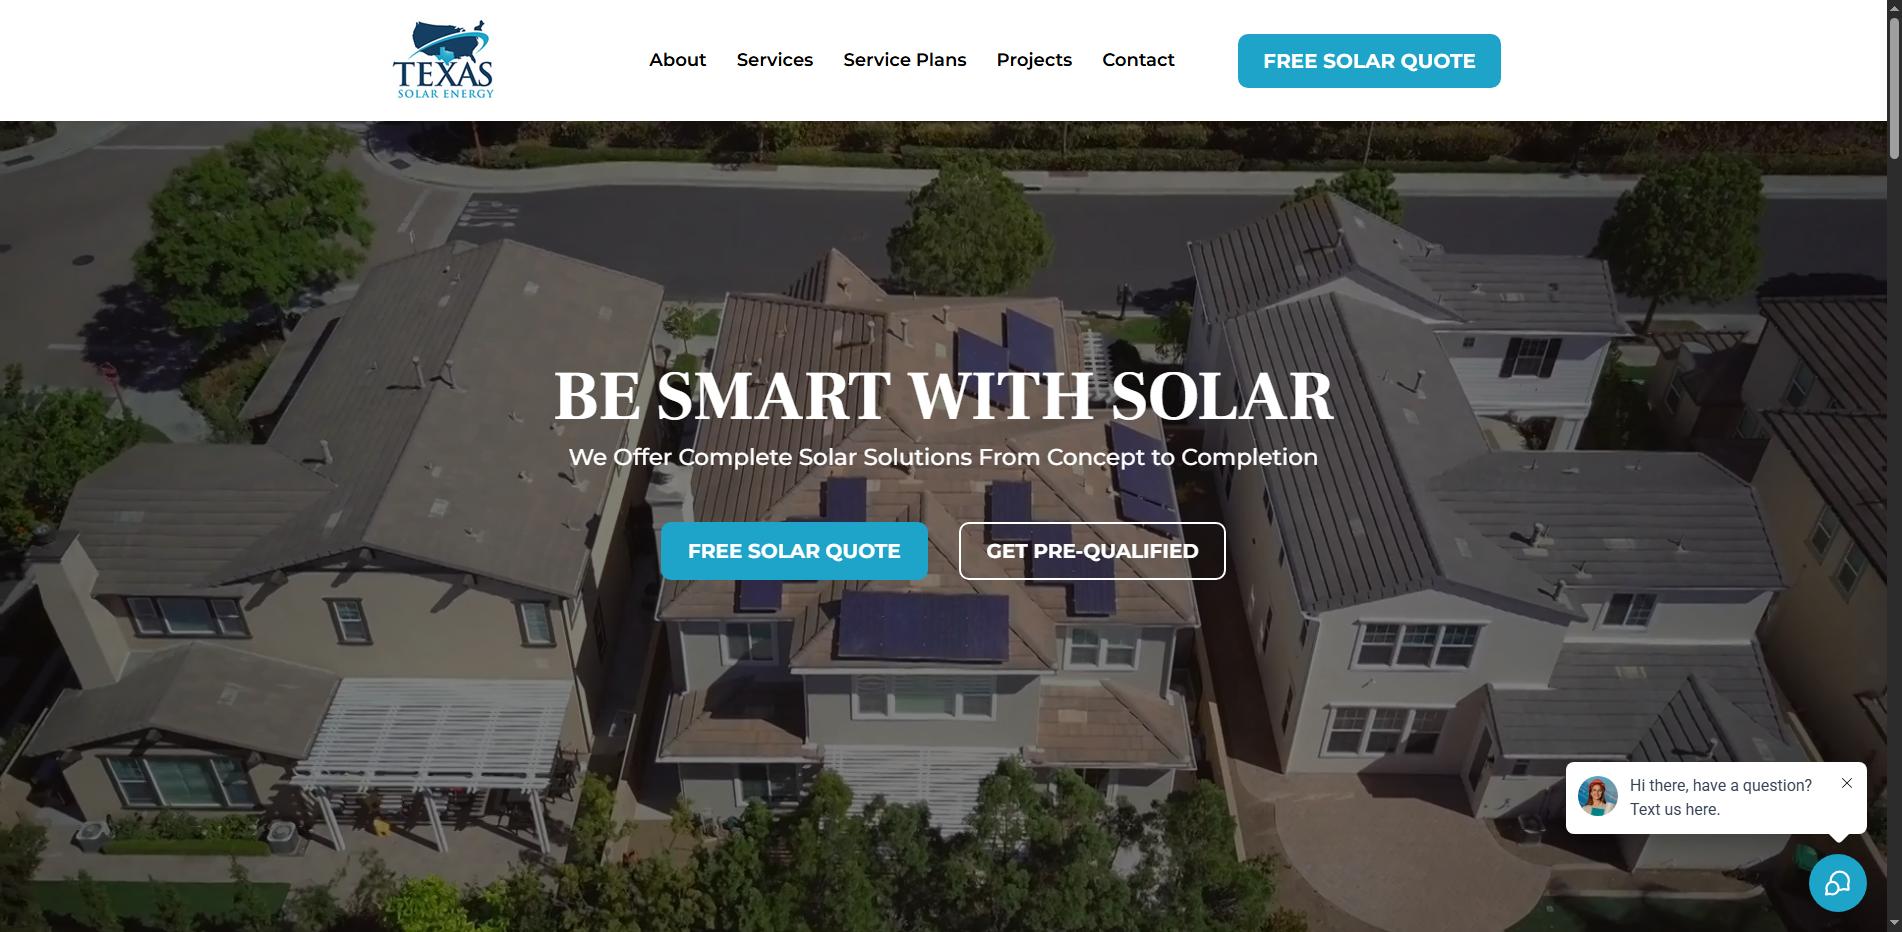 TEXAS
SOLAR ENERGY
About
Services
Service Plans
Projects
Contact
FREE SOLAR QUOTE
STOP
BE SMART WITH SOLAR
We Offer Complete Solar Solutions From Concept to Completion
FREE SOLAR QUOTE
GET PRE-QUALIFIED
Hi there, have a question?
Text us here.